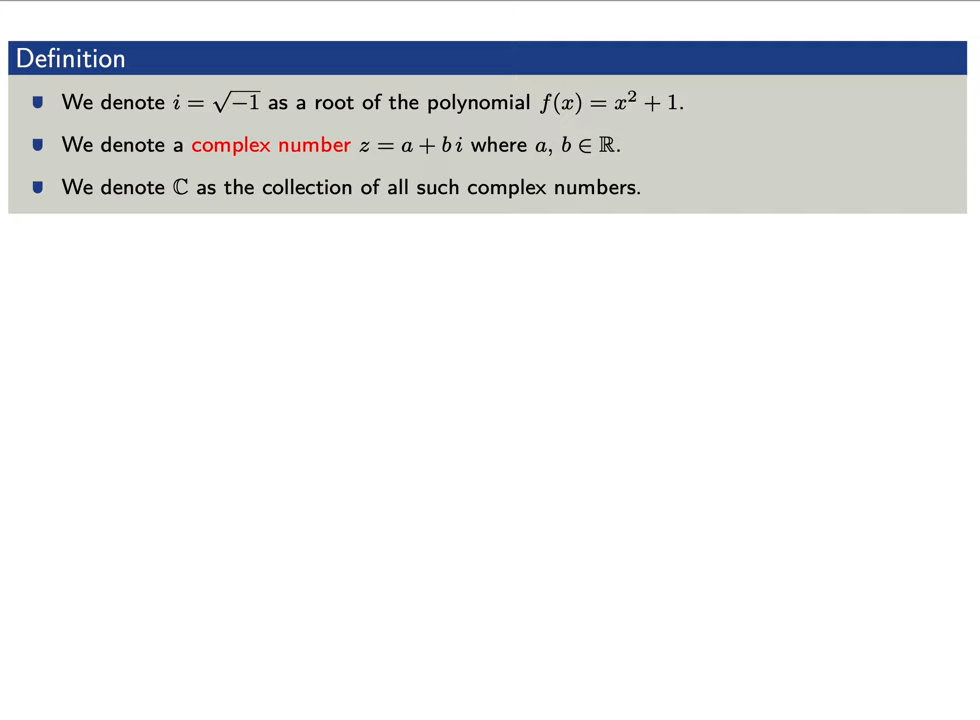 Definition
We denote i = √−1 as a root of the polynomial f(x) = x² + 1.
We denote a complex number z = a + b i where a, b ∈ ℝ.
We denote ℂ as the collection of all such complex numbers.